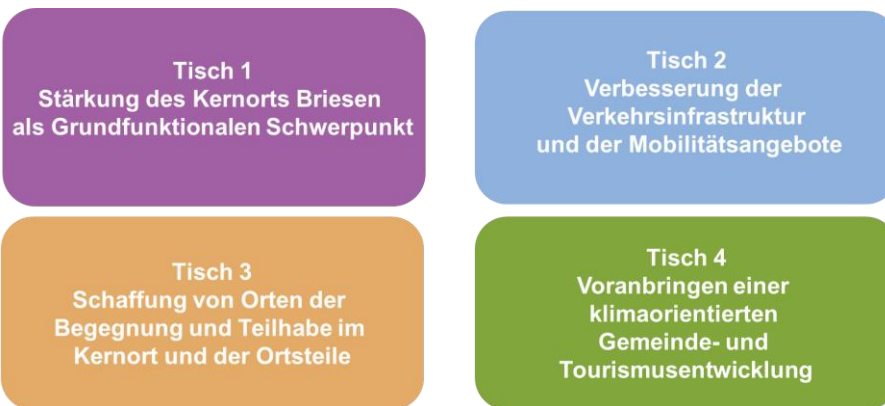 Tisch 1
Stärkung des Kernorts Briesen
als Grundfunktionalen Schwerpunkt
Tisch 2
Verbesserung der
Verkehrsinfrastruktur
und der Mobilitätsangebote
Tisch 3
Schaffung von Orten der
Begegnung und Teilhabe im
Kernort und der Ortsteile
Tisch 4
Voranbringen einer
klimaorientierten
Gemeinde- und
Tourismusentwicklung